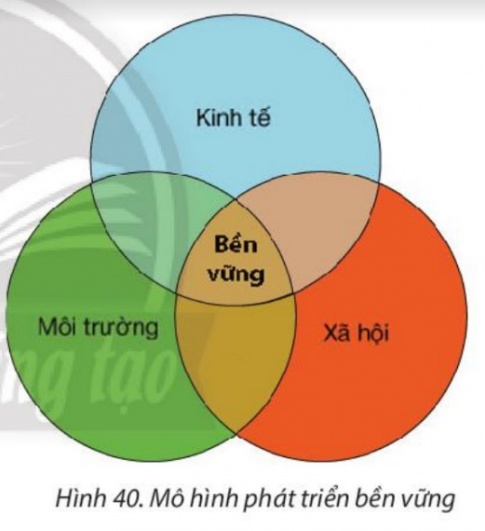 Kinh tế
Bền
vững
Môi trường
Xã hội
ng tạo
Hình 40. Mô hình phát triển bền vững